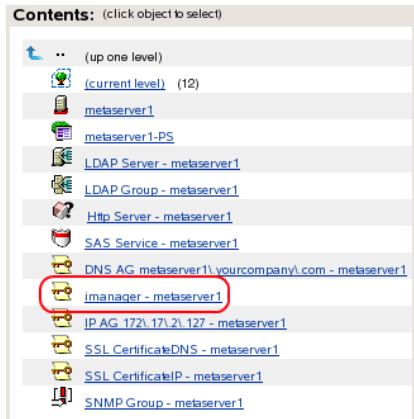 Contents: (click object to select)
.. (up one level)
(current level) (12)
metaserver1
metaserver1-PS
LDAP Server - metaserver1
LDAP Group - metaserver1
Http Server - metaserver1
SAS Service - metaserver1
DNS AG metaserver1\.yourcompany\.com - metaserver1
imanager - metaserver1
IP AG 172\.17\.2\.127 - metaserver1
SSL CertificateDNS - metaserver1
SSL CertificateIP - metaserver1
SNMP Group - metaserver1